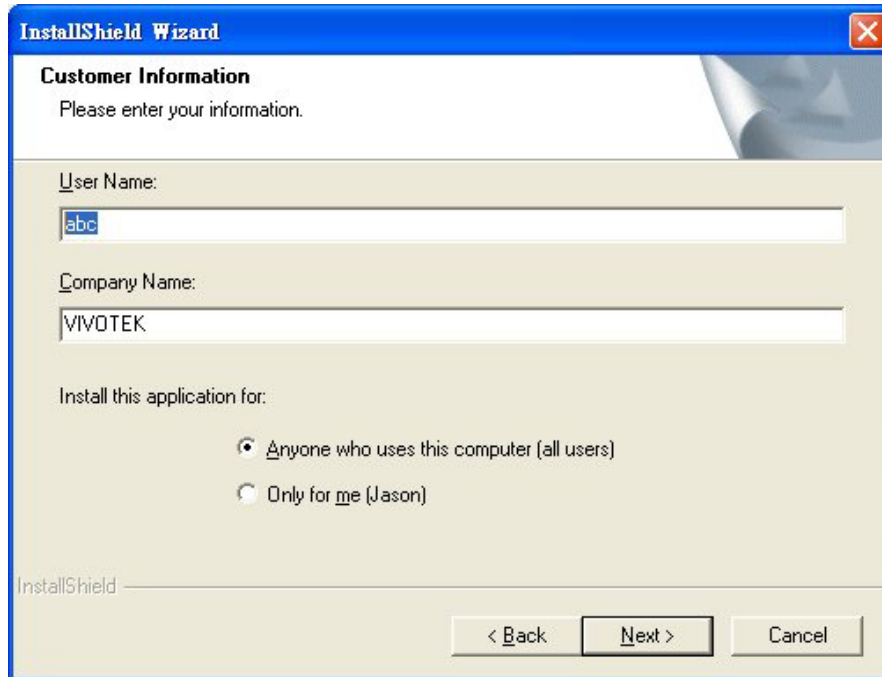 InstallShield Wizard
Customer Information
Please enter your information.
User Name:
abc
Company Name:
VIVOTEK
Install this application for:
Anyone who uses this computer (all users)
Only for me (Jason)
InstallShield
< Back Next > Cancel